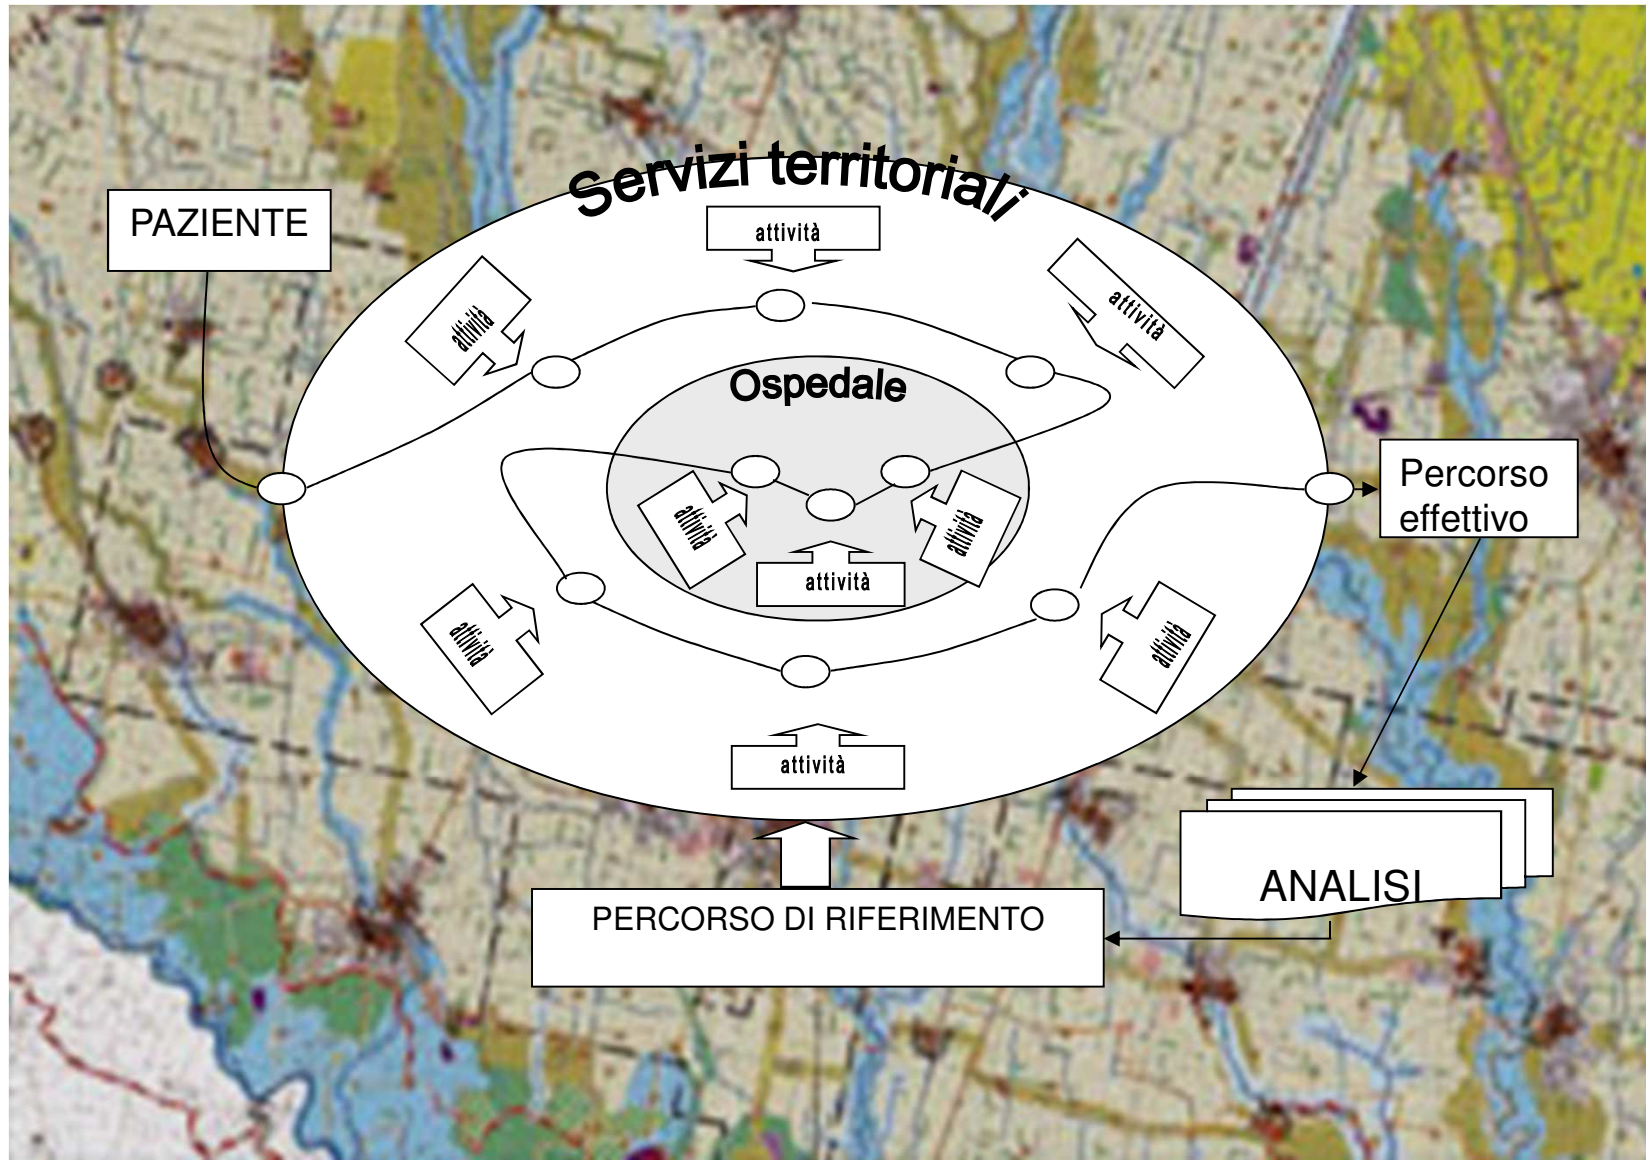 Servizi territoriali
PAZIENTE
attività
attività
attività
Ospedale
Percorso
effettivo
attività
attività
attività
attività
attività
attività
ANALISI
PERCORSO DI RIFERIMENTO